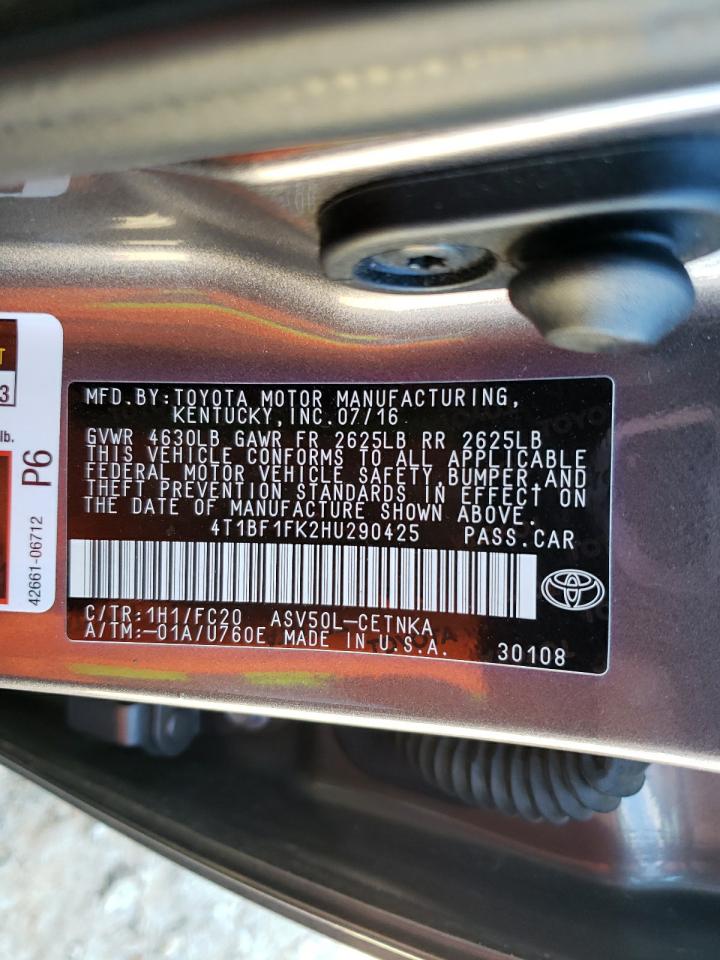 MFD.BY:TOYOTA MOTOR MANUFACTURING,
KENTUCKY,INC.07/16
GVWR 4630LB GAWR FR 2625LB RR 2625LB
THIS VEHICLE CONFORMS TO ALL APPLICABLE
FEDERAL MOTOR VEHICLE SAFETY,BUMPER,AND
THEFT PREVENTION STANDARDS IN EFFECT ON
THE DATE OF MANUFACTURE SHOWN ABOVE.
4T1BF1FK2HU290425 PASS.CAR
C/TR:1H1/FC20 ASV50L-CETNKA
A/TM:-01A/U760E MADE IN U.S.A. 30108
T
3
lb.
P6
42661-06712